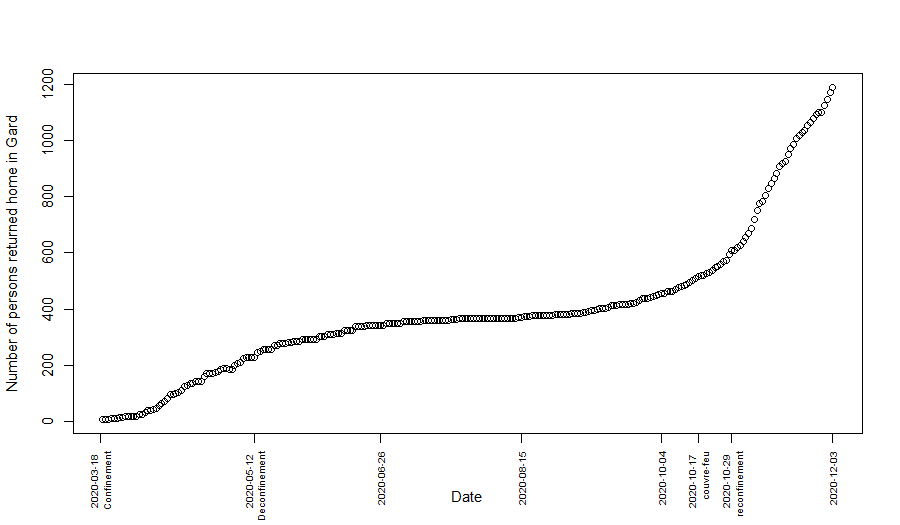 Number of persons returned home in Gard
1200
1000
800
600
400
200
0
2020-03-18
Confinement
2020-05-12
Deconfinement
2020-06-26
2020-08-15
2020-10-04
2020-10-17
couvre-feu
2020-10-29
reconfinement
2020-12-03
Date